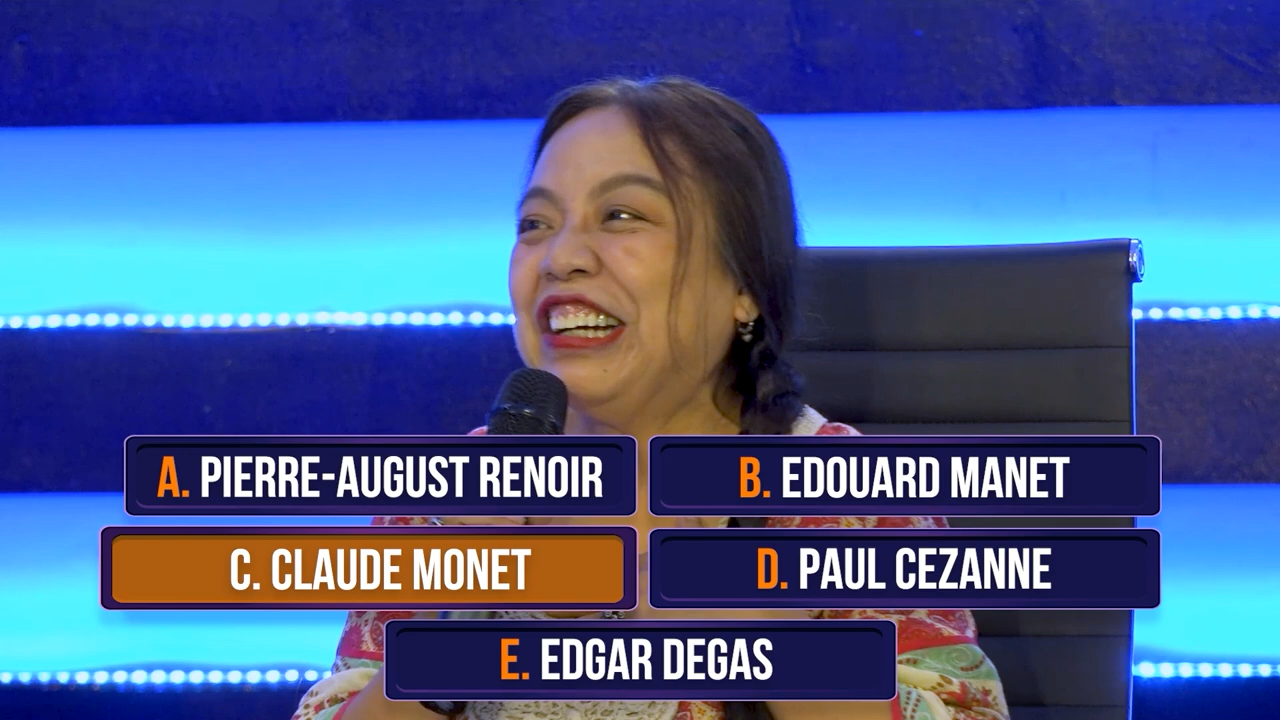 A. PIERRE-AUGUST RENOIR
B. EDOUARD MANET
C. CLAUDE MONET
D. PAUL CEZANNE
E. EDGAR DEGAS